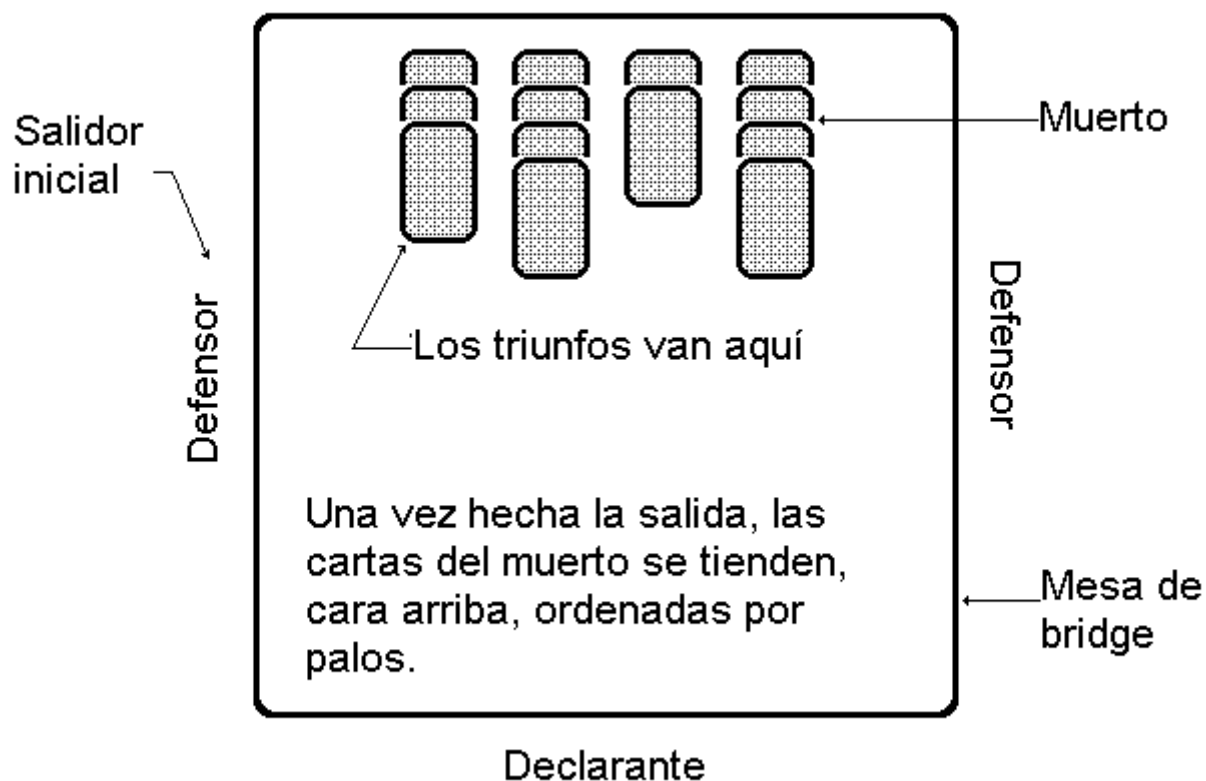 Salidor
inicial
Muerto
Defensor
Defensor
Los triunfos van aquí
Una vez hecha la salida, las
cartas del muerto se tienden,
cara arriba, ordenadas por
palos.
Mesa de
bridge
Declarante